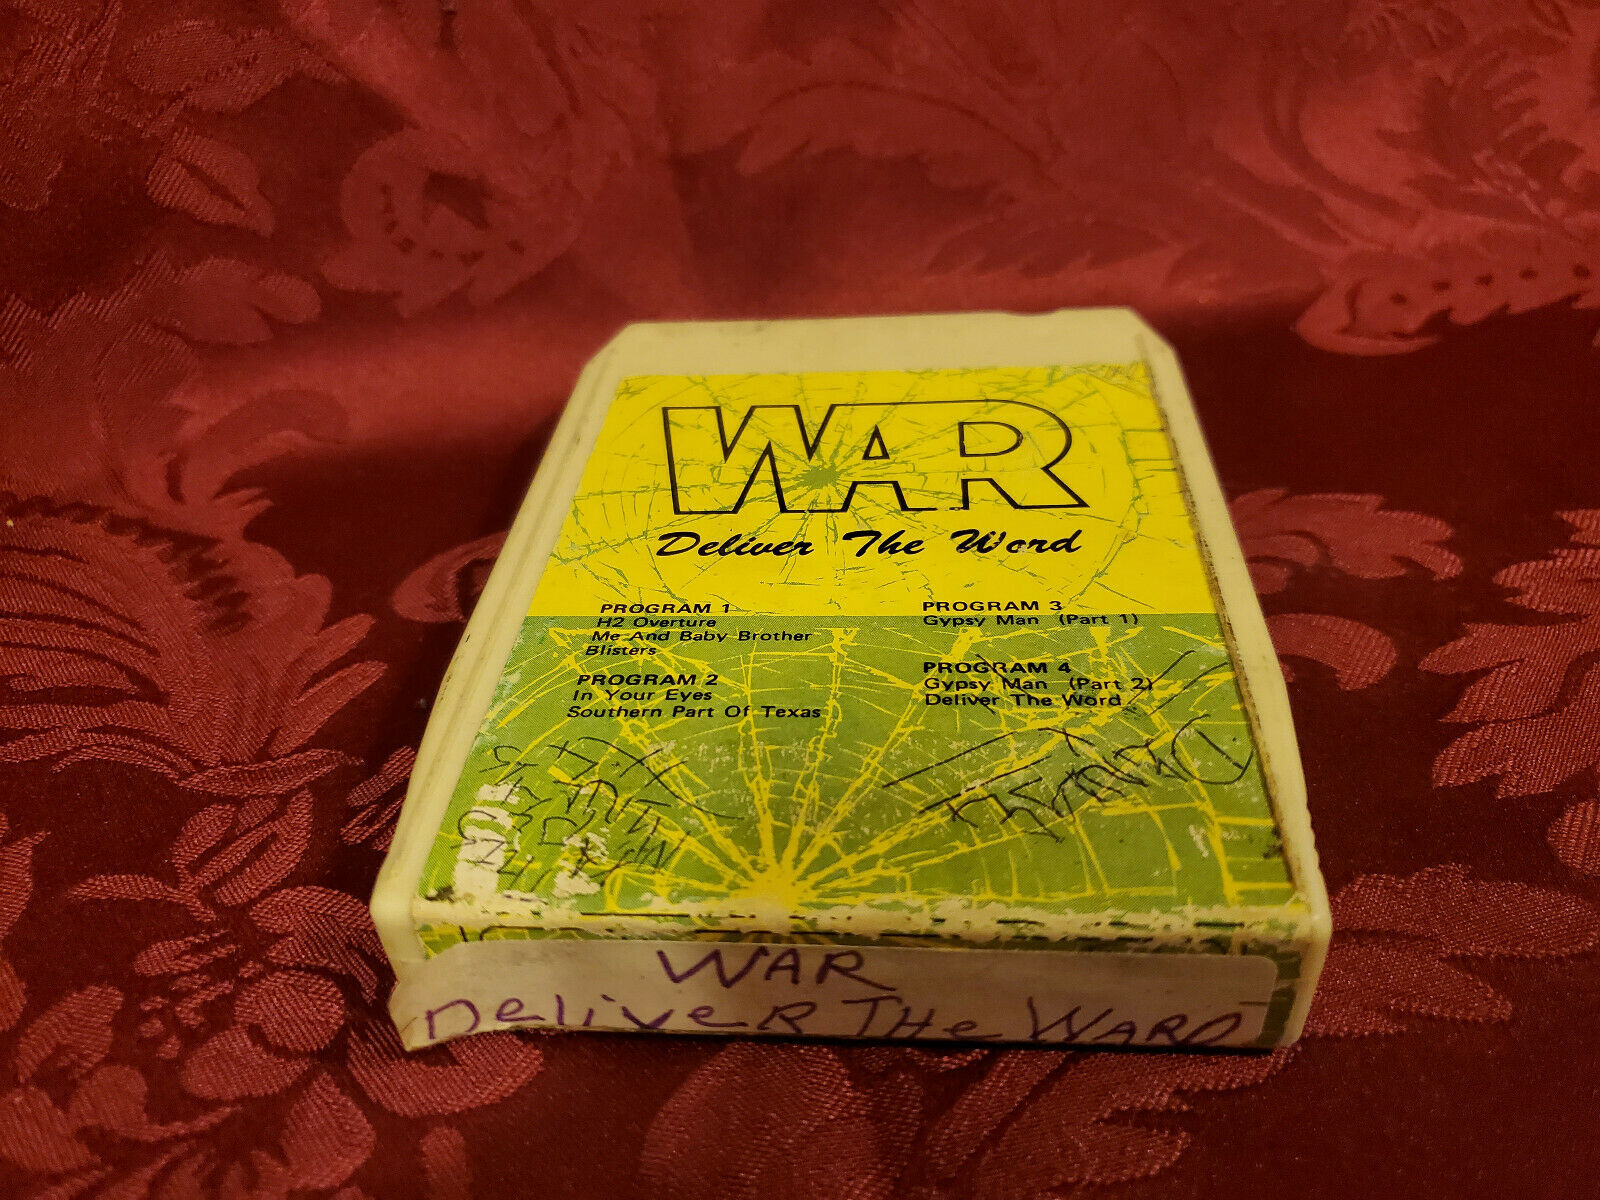 WAR
Deliver The Word
PROGRAM 1
H2 Overture
Me And Baby Brother
Blisters
PROGRAM 2
In Your Eyes
Southern Part Of Texas
PROGRAM 3
Gypsy Man (Part 1)
PROGRAM 4
Gypsy Man (Part 2)
Deliver The Word
WAR
DeliveR THe WARD